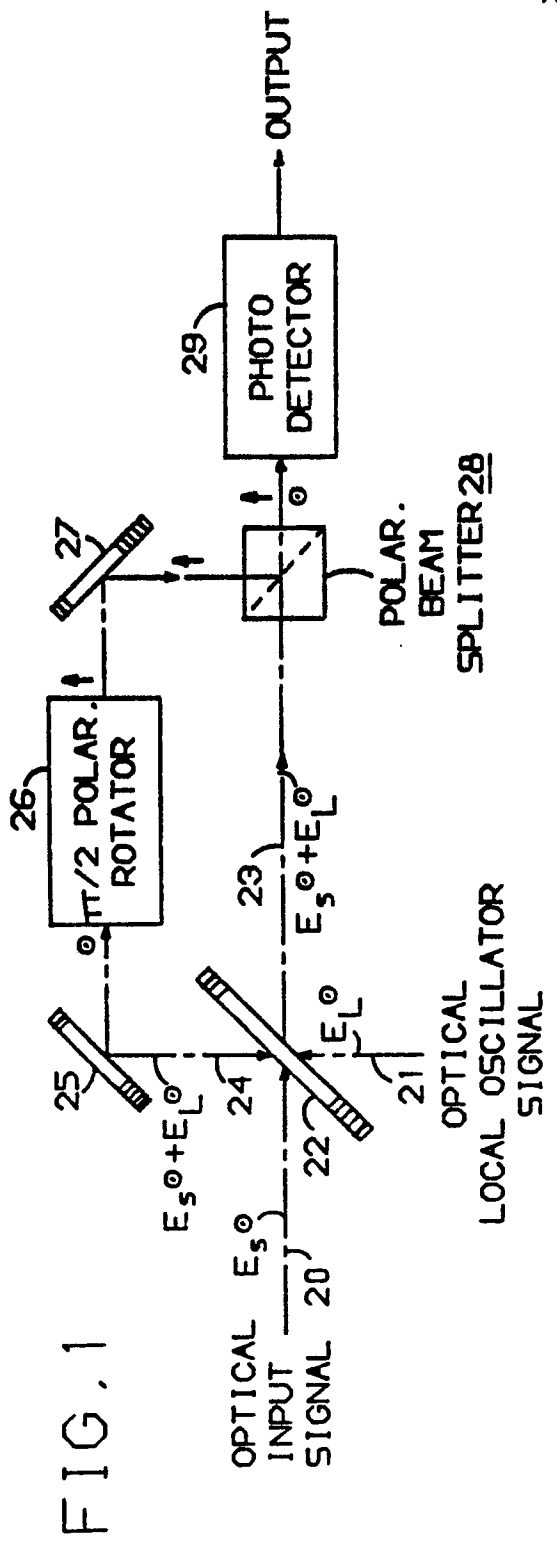 FIG. 1
OPTICAL
INPUT
SIGNAL 20
E_s⊙
22
21
E_L⊙
OPTICAL
LOCAL OSCILLATOR
SIGNAL
E_s⊙+E_L⊙
24
25
⊙
26
π/2 POLAR.
ROTATOR
27
23
E_s⊙+E_L⊙
POLAR.
BEAM
SPLITTER 28
⊙
29
PHOTO
DETECTOR
OUTPUT